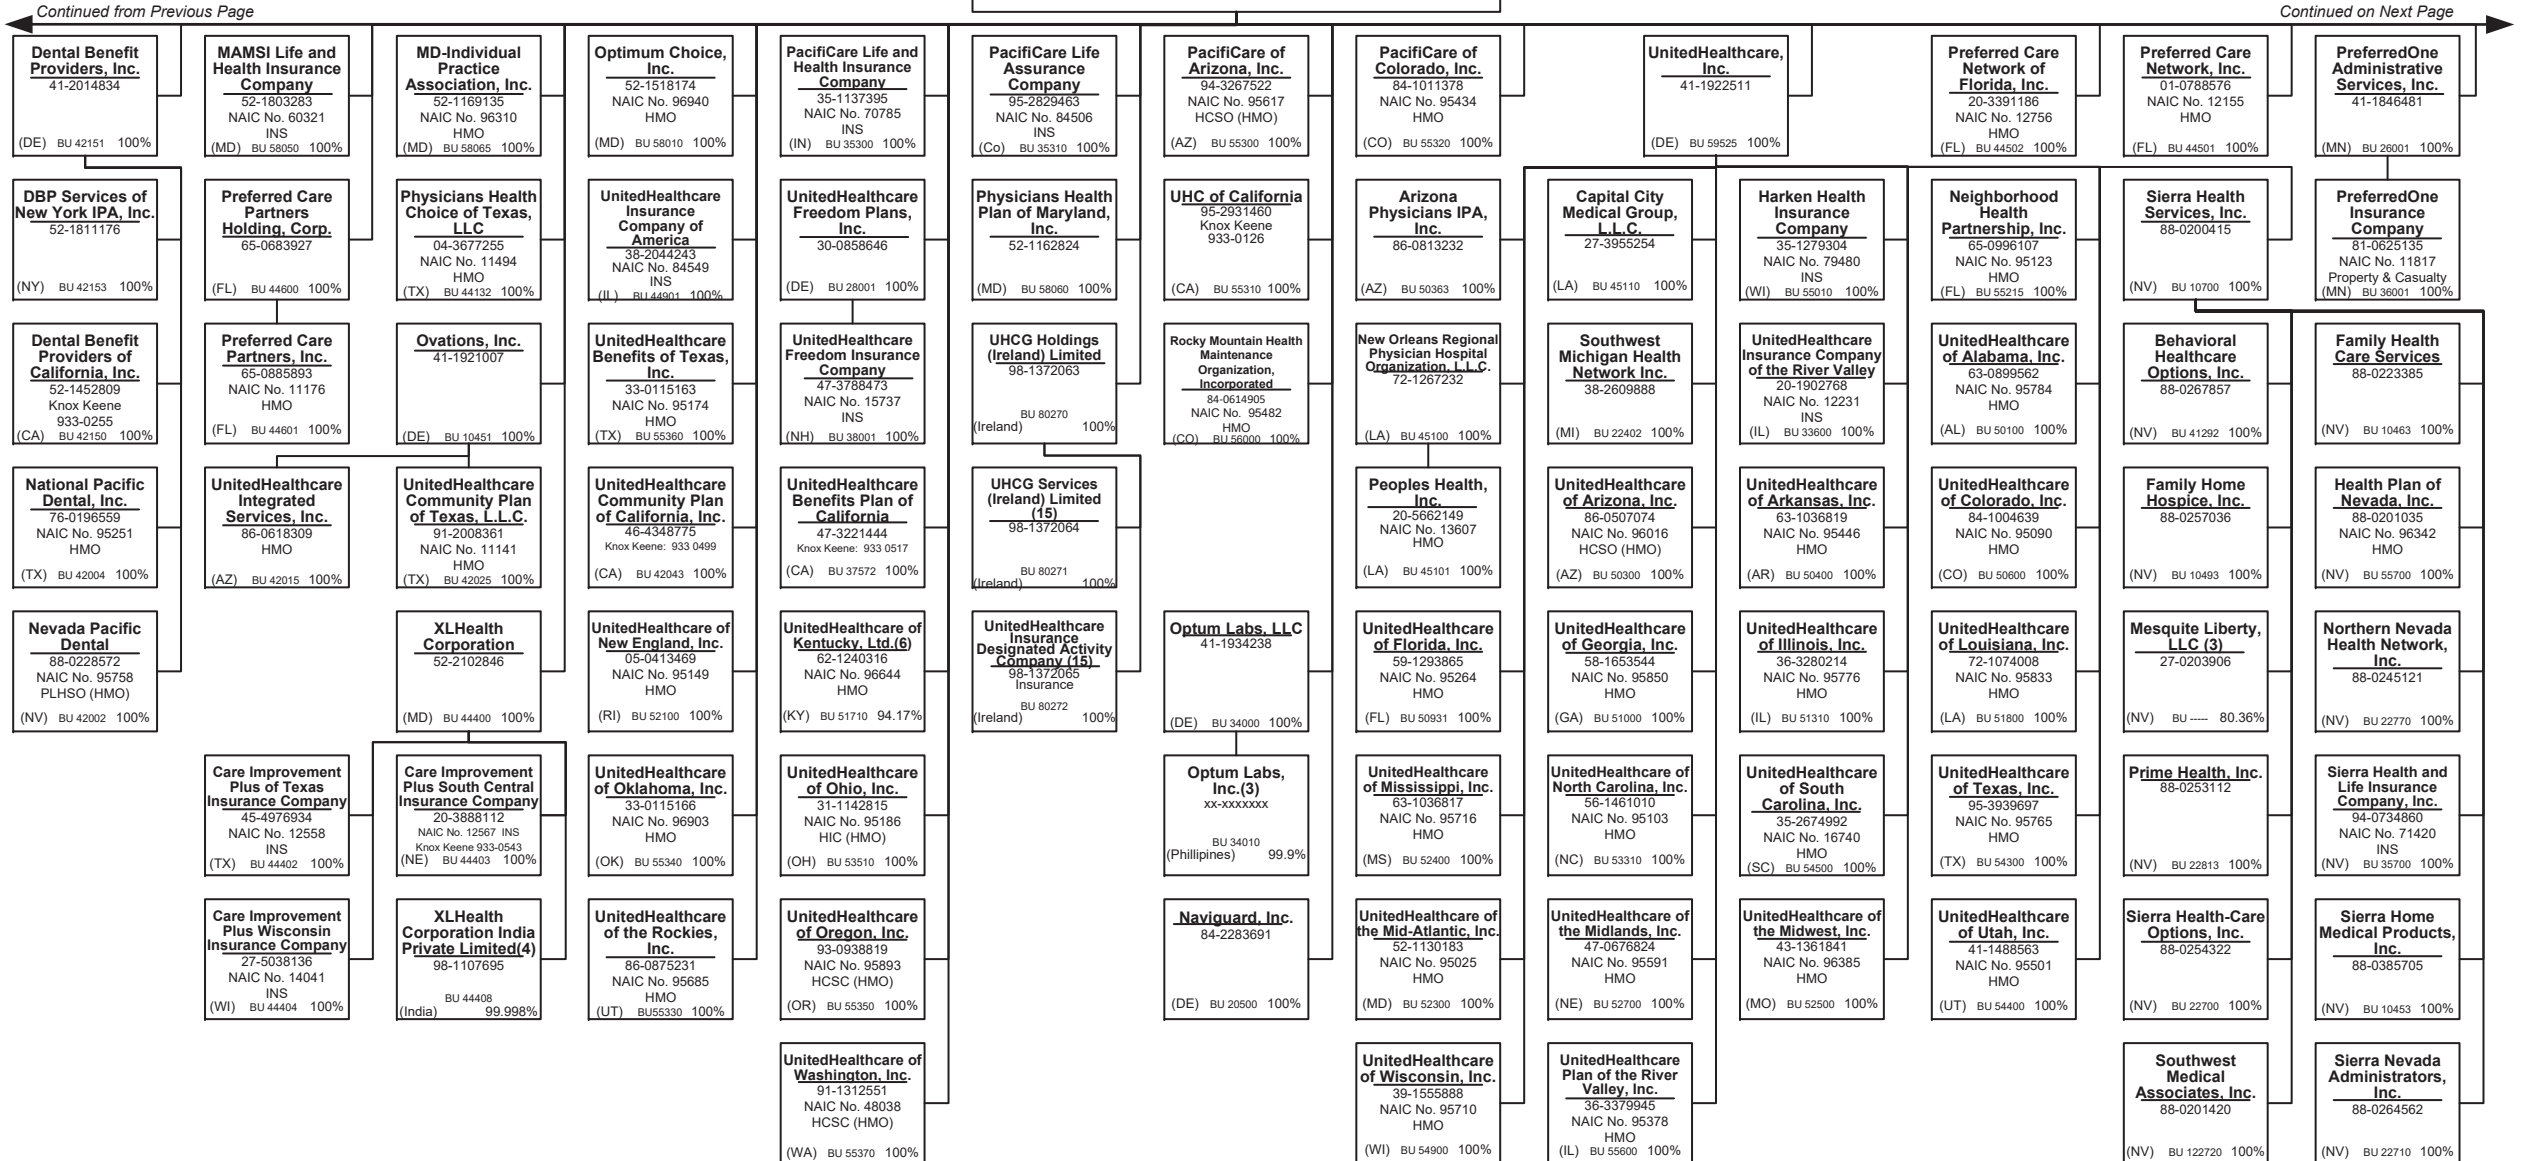 Continued from Previous Page
Continued on Next Page
Dental Benefit
Providers, Inc.
41-2014834
(DE) BU 42151 100%
MAMSI Life and
Health Insurance
Company
52-1803283
NAIC No. 60321
INS
(MD) BU 58050 100%
MD-Individual
Practice
Association, Inc.
52-1169135
NAIC No. 96310
HMO
(MD) BU 58065 100%
Optimum Choice,
Inc.
52-1518174
NAIC No. 96940
HMO
(MD) BU 58010 100%
PacifiCare Life and
Health Insurance
Company
35-1137395
NAIC No. 70785
INS
(IN) BU 35300 100%
PacifiCare Life
Assurance
Company
95-2829463
NAIC No. 84506
INS
(Co) BU 35310 100%
PacifiCare of
Arizona, Inc.
94-3267522
NAIC No. 95617
HCSO (HMO)
(AZ) BU 55300 100%
PacifiCare of
Colorado, Inc.
84-1011378
NAIC No. 95434
HMO
(CO) BU 55320 100%
UnitedHealthcare,
Inc.
41-1922511
(DE) BU 59525 100%
Preferred Care
Network of
Florida, Inc.
20-3391186
NAIC No. 12756
HMO
(FL) BU 44502 100%
Preferred Care
Network, Inc.
01-0788576
NAIC No. 12155
HMO
(FL) BU 44501 100%
PreferredOne
Administrative
Services, Inc.
41-1846481
(MN) BU 26001 100%
DBP Services of
New York IPA, Inc.
52-1811176
(NY) BU 42153 100%
Preferred Care
Partners
Holding, Corp.
65-0683927
(FL) BU 44600 100%
Physicians Health
Choice of Texas,
LLC
04-3677255
NAIC No. 11494
HMO
(TX) BU 44132 100%
UnitedHealthcare
Insurance
Company of
America
38-2044243
NAIC No. 84549
INS
(IL) BU 44901 100%
UnitedHealthcare
Freedom Plans,
Inc.
30-0858646
(DE) BU 28001 100%
Physicians Health
Plan of Maryland,
Inc.
52-1162824
(MD) BU 58060 100%
UHC of California
95-2931460
Knox Keene
933-0126
(CA) BU 55310 100%
Arizona
Physicians IPA,
Inc.
86-0813232
(AZ) BU 50363 100%
Capital City
Medical Group,
L.L.C.
27-3955254
(LA) BU 45110 100%
Harken Health
Insurance
Company
35-1279304
NAIC No. 79480
INS
(WI) BU 55010 100%
Neighborhood
Health
Partnership, Inc.
65-0996107
NAIC No. 95123
HMO
(FL) BU 55215 100%
Sierra Health
Services, Inc.
88-0200415
(NV) BU 10700 100%
PreferredOne
Insurance
Company
81-0625135
NAIC No. 11817
Property & Casualty
(MN) BU 36001 100%
Dental Benefit
Providers of
California, Inc.
52-1452809
Knox Keene
933-0255
(CA) BU 42150 100%
Preferred Care
Partners, Inc.
65-0885893
NAIC No. 11176
HMO
(FL) BU 44601 100%
Ovations, Inc.
41-1921007
(DE) BU 10451 100%
UnitedHealthcare
Benefits of Texas,
Inc.
33-0115163
NAIC No. 95174
HMO
(TX) BU 55360 100%
UnitedHealthcare
Freedom Insurance
Company
47-3788473
NAIC No. 15737
INS
(NH) BU 38001 100%
UHCG Holdings
(Ireland) Limited
98-1372063
BU 80270
(Ireland) 100%
Rocky Mountain Health
Maintenance
Organization,
Incorporated
84-0614905
NAIC No. 95482
HMO
(CO) BU 56000 100%
New Orleans Regional
Physician Hospital
Organization, L.L.C.
72-1267232
(LA) BU 45100 100%
Southwest
Michigan Health
Network Inc.
38-2609888
(MI) BU 22402 100%
UnitedHealthcare
Insurance Company
of the River Valley
20-1902768
NAIC No. 12231
INS
(IL) BU 33600 100%
UnitedHealthcare
of Alabama, Inc.
63-0899562
NAIC No. 95784
HMO
(AL) BU 50100 100%
Behavioral
Healthcare
Options, Inc.
88-0267857
(NV) BU 41292 100%
Family Health
Care Services
88-0223385
(NV) BU 10463 100%
National Pacific
Dental, Inc.
76-0196559
NAIC No. 95251
HMO
(TX) BU 42004 100%
UnitedHealthcare
Integrated
Services, Inc.
86-0618309
HMO
(AZ) BU 42015 100%
UnitedHealthcare
Community Plan
of Texas, L.L.C.
91-2008361
NAIC No. 11141
HMO
(TX) BU 42025 100%
UnitedHealthcare
Community Plan
of California, Inc.
46-4348775
Knox Keene: 933 0499
(CA) BU 42043 100%
UnitedHealthcare
Benefits Plan of
California
47-3221444
Knox Keene: 933 0517
(CA) BU 37572 100%
UHCG Services
(Ireland) Limited
(15)
98-1372064
BU 80271
(Ireland) 100%
Peoples Health,
Inc.
20-5662149
NAIC No. 13607
HMO
(LA) BU 45101 100%
UnitedHealthcare
of Arizona, Inc.
86-0507074
NAIC No. 96016
HCSO (HMO)
(AZ) BU 50300 100%
UnitedHealthcare
of Arkansas, Inc.
63-1036819
NAIC No. 95446
HMO
(AR) BU 50400 100%
UnitedHealthcare
of Colorado, Inc.
84-1004639
NAIC No. 95090
HMO
(CO) BU 50600 100%
Family Home
Hospice, Inc.
88-0257036
(NV) BU 10493 100%
Health Plan of
Nevada, Inc.
88-0201035
NAIC No. 96342
HMO
(NV) BU 55700 100%
Nevada Pacific
Dental
88-0228572
NAIC No. 95758
PLHSO (HMO)
(NV) BU 42002 100%
XLHealth
Corporation
52-2102846
(MD) BU 44400 100%
UnitedHealthcare of
New England, Inc.
05-0413469
NAIC No. 95149
HMO
(RI) BU 52100 100%
UnitedHealthcare of
Kentucky, Ltd.(6)
62-1240316
NAIC No. 96644
HMO
(KY) BU 51710 94.17%
UnitedHealthcare
Insurance
Designated Activity
Company (15)
98-1372065
Insurance
BU 80272
(Ireland) 100%
Optum Labs, LLC
41-1934238
(DE) BU 34000 100%
UnitedHealthcare
of Florida, Inc.
59-1293865
NAIC No. 95264
HMO
(FL) BU 50931 100%
UnitedHealthcare
of Georgia, Inc.
58-1653544
NAIC No. 95850
HMO
(GA) BU 51000 100%
UnitedHealthcare
of Illinois, Inc.
36-3280214
NAIC No. 95776
HMO
(IL) BU 51310 100%
UnitedHealthcare
of Louisiana, Inc.
72-1074008
NAIC No. 95833
HMO
(LA) BU 51800 100%
Mesquite Liberty,
LLC (3)
27-0203906
(NV) BU ----- 80.36%
Northern Nevada
Health Network,
Inc.
88-0245121
(NV) BU 22770 100%
Care Improvement
Plus of Texas
Insurance Company
45-4976934
NAIC No. 12558
INS
(TX) BU 44402 100%
Care Improvement
Plus South Central
Insurance Company
20-3888112
NAIC No. 12567 INS
Knox Keene 933-0543
(NE) BU 44403 100%
UnitedHealthcare
of Oklahoma, Inc.
33-0115166
NAIC No. 96903
HMO
(OK) BU 55340 100%
UnitedHealthcare
of Ohio, Inc.
31-1142815
NAIC No. 95186
HIC (HMO)
(OH) BU 53510 100%
Optum Labs,
Inc.(3)
xx-xxxxxxx
BU 34010
(Phillipines) 99.9%
UnitedHealthcare
of Mississippi, Inc.
63-1036817
NAIC No. 95716
HMO
(MS) BU 52400 100%
UnitedHealthcare of
North Carolina, Inc.
56-1461010
NAIC No. 95103
HMO
(NC) BU 53310 100%
UnitedHealthcare
of South
Carolina, Inc.
35-2674992
NAIC No. 16740
HMO
(SC) BU 54500 100%
UnitedHealthcare
of Texas, Inc.
95-3939697
NAIC No. 95765
HMO
(TX) BU 54300 100%
Prime Health, Inc.
88-0253112
(NV) BU 22813 100%
Sierra Health and
Life Insurance
Company, Inc.
94-0734860
NAIC No. 71420
INS
(NV) BU 35700 100%
Care Improvement
Plus Wisconsin
Insurance Company
27-5038136
NAIC No. 14041
INS
(WI) BU 44404 100%
XLHealth
Corporation India
Private Limited(4)
98-1107695
BU 44408
(India) 99.998%
UnitedHealthcare
of the Rockies,
Inc.
86-0875231
NAIC No. 95685
HMO
(UT) BU55330 100%
UnitedHealthcare
of Oregon, Inc.
93-0938819
NAIC No. 95893
HCSC (HMO)
(OR) BU 55350 100%
Naviguard, Inc.
84-2283691
(DE) BU 20500 100%
UnitedHealthcare of
the Mid-Atlantic, Inc.
52-1130183
NAIC No. 95025
HMO
(MD) BU 52300 100%
UnitedHealthcare of
the Midlands, Inc.
47-0676824
NAIC No. 95591
HMO
(NE) BU 52700 100%
UnitedHealthcare of
the Midwest, Inc.
43-1361841
NAIC No. 96385
HMO
(MO) BU 52500 100%
UnitedHealthcare
of Utah, Inc.
41-1488563
NAIC No. 95501
HMO
(UT) BU 54400 100%
Sierra Health-Care
Options, Inc.
88-0254322
(NV) BU 22700 100%
Sierra Home
Medical Products,
Inc.
88-0385705
(NV) BU 10453 100%
UnitedHealthcare of
Washington, Inc.
91-1312551
NAIC No. 48038
HCSC (HMO)
(WA) BU 55370 100%
UnitedHealthcare
of Wisconsin, Inc.
39-1555888
NAIC No. 95710
HMO
(WI) BU 54900 100%
UnitedHealthcare
Plan of the River
Valley, Inc.
36-3379945
NAIC No. 95378
HMO
(IL) BU 55600 100%
Southwest
Medical
Associates, Inc.
88-0201420
(NV) BU 122720 100%
Sierra Nevada
Administrators,
Inc.
88-0264562
(NV) BU 22710 100%